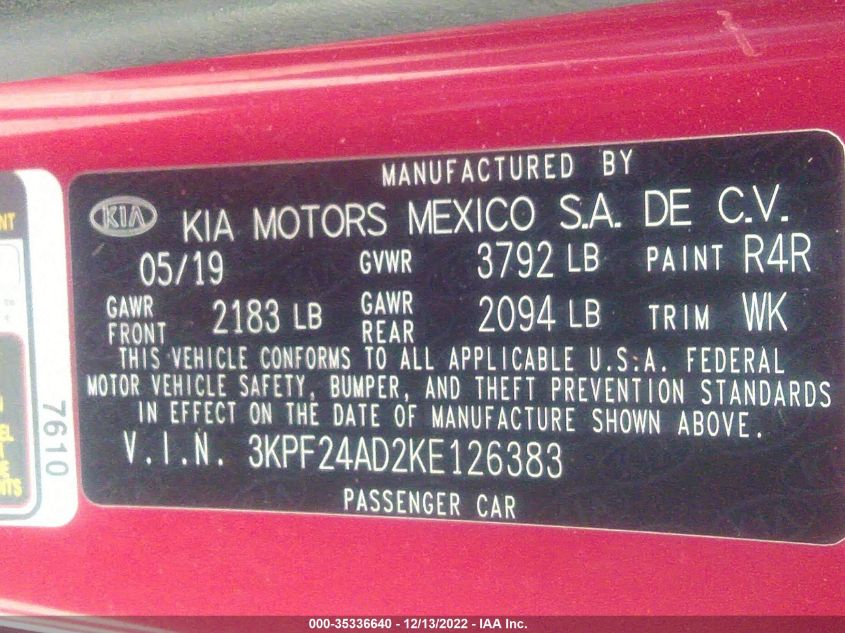 MANUFACTURED BY
KIA KIA MOTORS MEXICO S.A. DE C.V.
05/19 GVWR 3792 LB PAINT R4R
GAWR FRONT 2183 LB GAWR REAR 2094 LB TRIM WK
THIS VEHICLE CONFORMS TO ALL APPLICABLE U.S.A. FEDERAL
MOTOR VEHICLE SAFETY, BUMPER, AND THEFT PREVENTION STANDARDS
IN EFFECT ON THE DATE OF MANUFACTURE SHOWN ABOVE.
V.I.N. 3KPF24AD2KE126383
PASSENGER CAR
7610
000-35336640 - 12/13/2022 - IAA Inc.